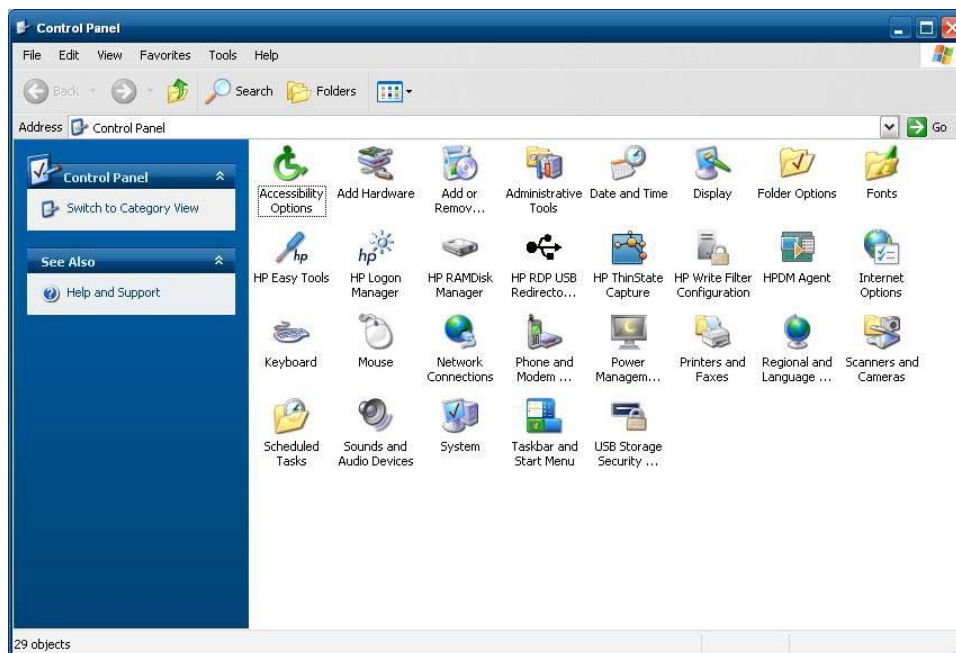 Control Panel
File Edit View Favorites Tools Help
Back Search Folders
Address Control Panel Go
Control Panel
Switch to Category View
See Also
Help and Support
Accessibility Options
Add Hardware
Add or Remov...
Administrative Tools
Date and Time
Display
Folder Options
Fonts
HP Easy Tools
HP Logon Manager
HP RAMDisk Manager
HP RDP USB Redirecto...
HP ThinState Capture
HP Write Filter Configuration
HPDM Agent
Internet Options
Keyboard
Mouse
Network Connections
Phone and Modem ...
Power Managem...
Printers and Faxes
Regional and Language ...
Scanners and Cameras
Scheduled Tasks
Sounds and Audio Devices
System
Taskbar and Start Menu
USB Storage Security ...
29 objects